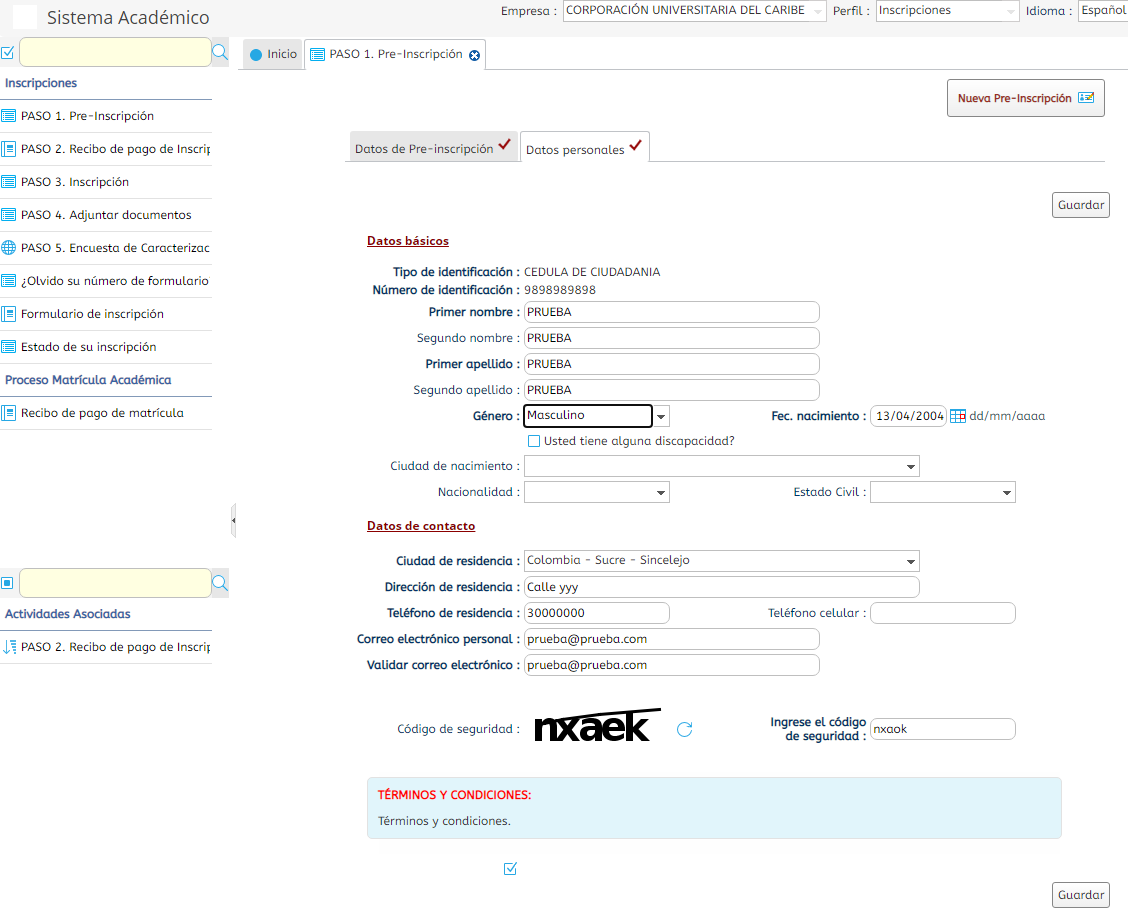 Sistema Académico
Empresa : CORPORACIÓN UNIVERSITARIA DEL CARIBE Perfil : Inscripciones Idioma : Español
Inicio PASO 1. Pre-Inscripción
Inscripciones
PASO 1. Pre-Inscripción
PASO 2. Recibo de pago de Inscrip
PASO 3. Inscripción
PASO 4. Adjuntar documentos
PASO 5. Encuesta de Caracterizac
¿Olvido su número de formulario
Formulario de inscripción
Estado de su inscripción
Proceso Matrícula Académica
Recibo de pago de matrícula
Actividades Asociadas
PASO 2. Recibo de pago de Inscrip
Nueva Pre-Inscripción
Datos de Pre-inscripción Datos personales
Guardar
Datos básicos
Tipo de identificación : CEDULA DE CIUDADANIA
Número de identificación : 9898989898
Primer nombre : PRUEBA
Segundo nombre : PRUEBA
Primer apellido : PRUEBA
Segundo apellido : PRUEBA
Género : Masculino Fec. nacimiento : 13/04/2004 dd/mm/aaaa
Usted tiene alguna discapacidad?
Ciudad de nacimiento :
Nacionalidad : Estado Civil :
Datos de contacto
Ciudad de residencia : Colombia - Sucre - Sincelejo
Dirección de residencia : Calle yyy
Teléfono de residencia : 30000000 Teléfono celular :
Correo electrónico personal : prueba@prueba.com
Validar correo electrónico : prueba@prueba.com
Código de seguridad : nxaek Ingrese el código
de seguridad : nxaok
TÉRMINOS Y CONDICIONES:
Términos y condiciones.
Guardar